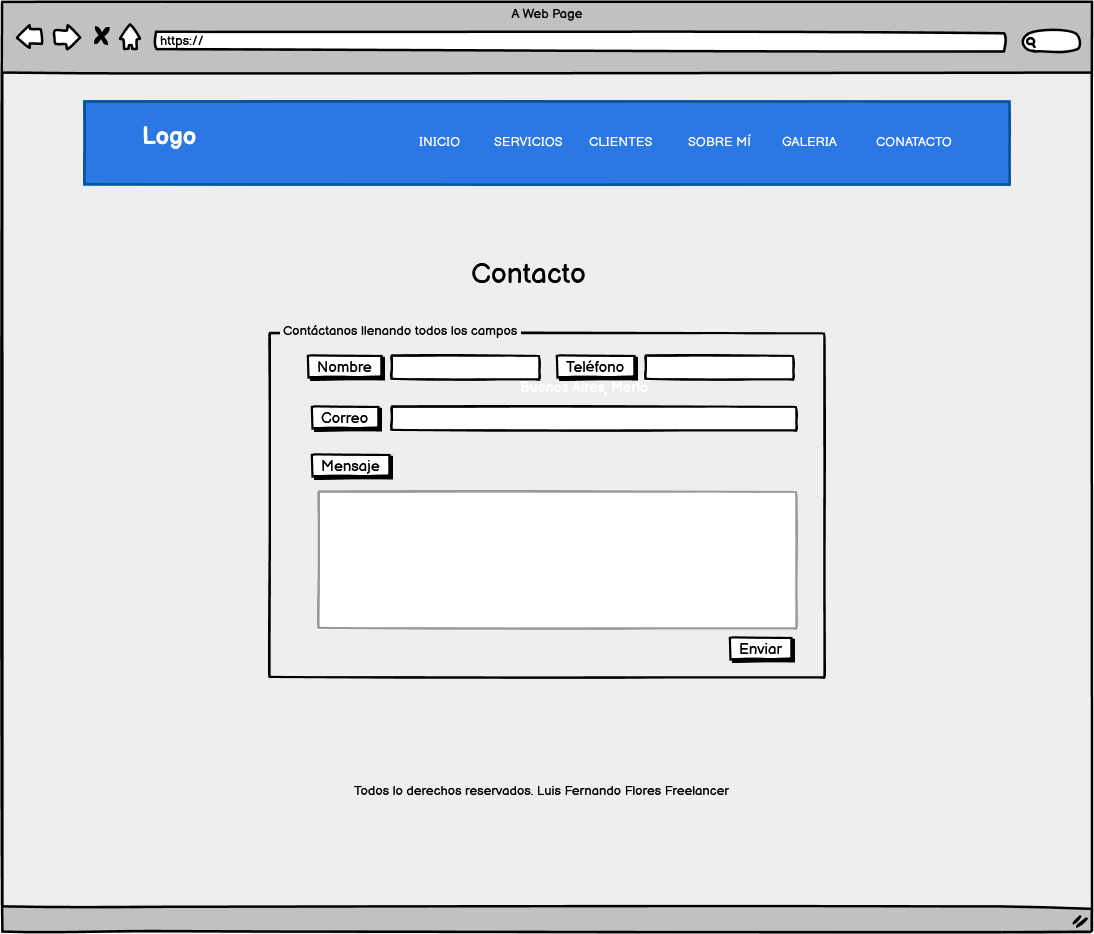 A Web Page
https://
Logo
INICIO SERVICIOS CLIENTES SOBRE MÍ GALERIA CONATACTO
Contacto
Contáctanos llenando todos los campos
Nombre Teléfono
Buenos Aires, Merlo
Correo
Mensaje
Enviar
Todos lo derechos reservados. Luis Fernando Flores Freelancer